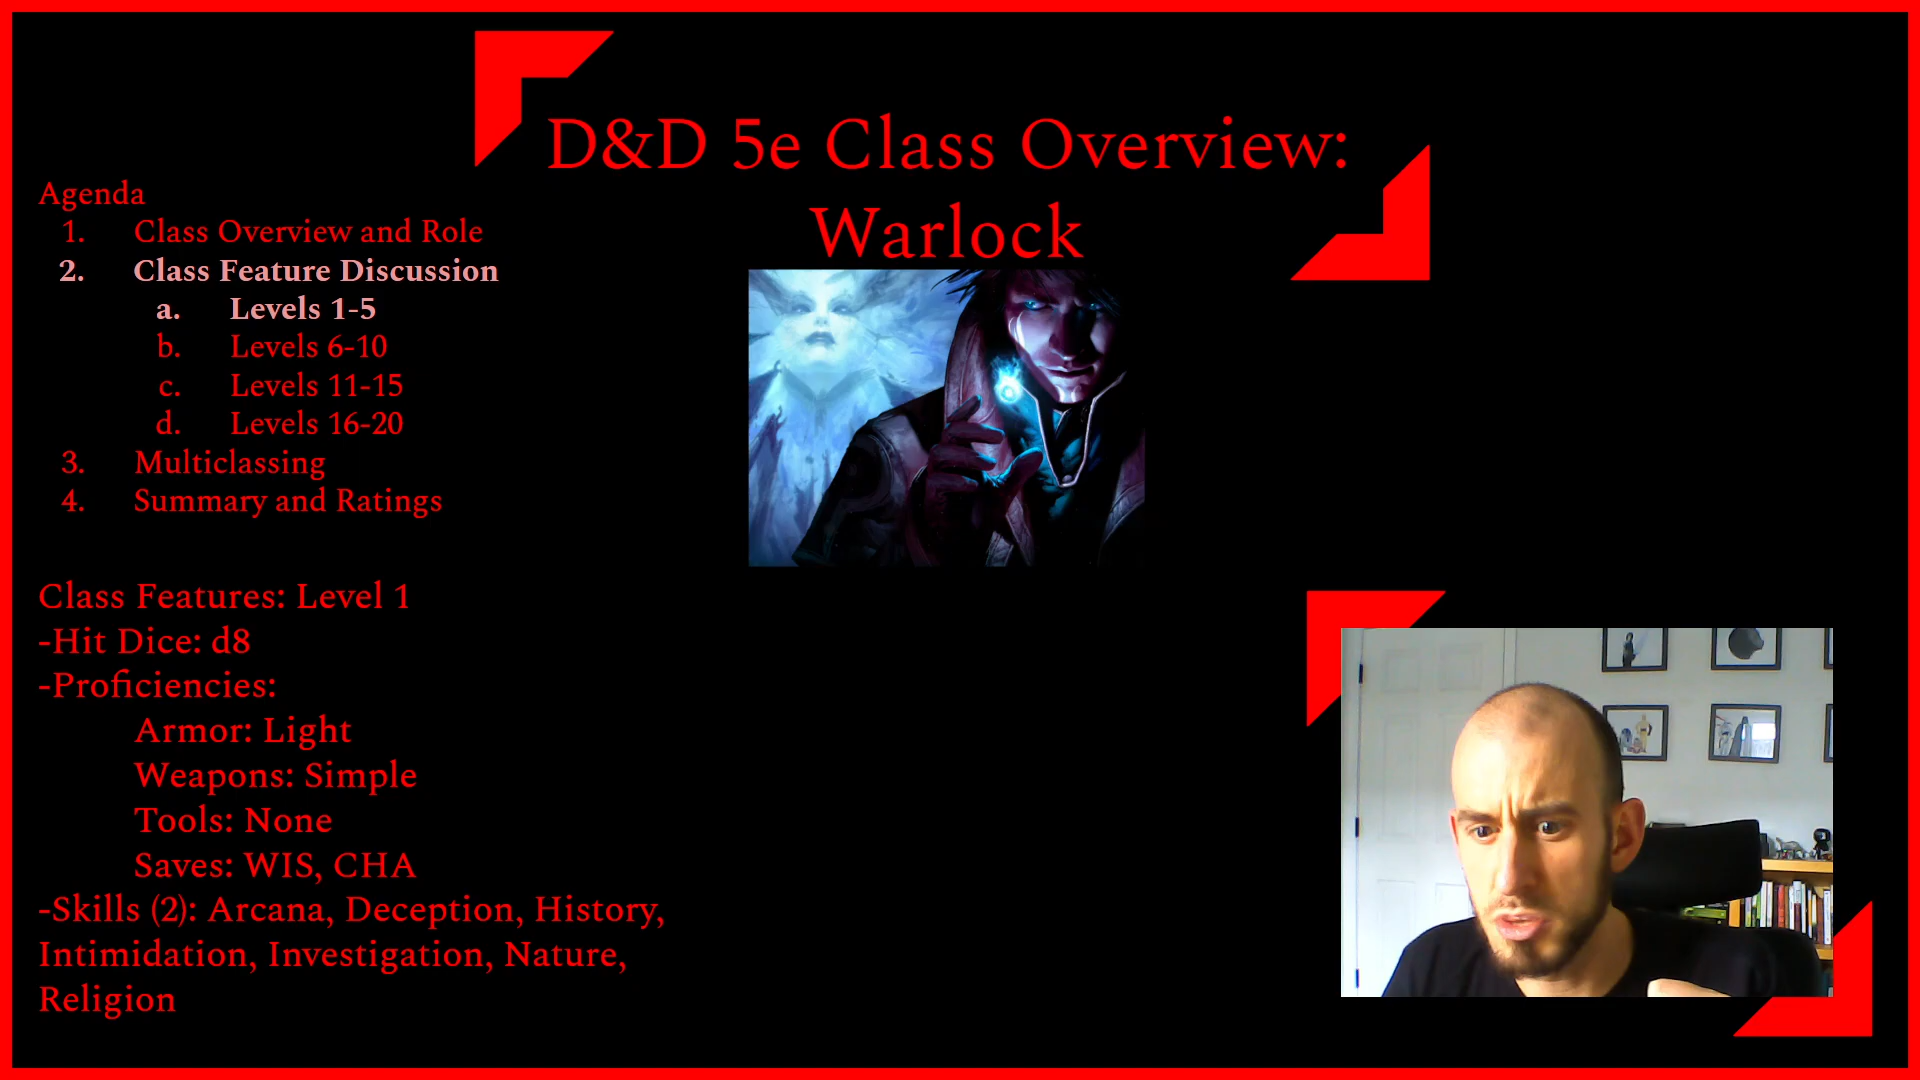 D&D 5e Class Overview:
Warlock
Agenda
1. Class Overview and Role
2. Class Feature Discussion
a. Levels 1-5
b. Levels 6-10
c. Levels 11-15
d. Levels 16-20
3. Multiclassing
4. Summary and Ratings
Class Features: Level 1
-Hit Dice: d8
-Proficiencies:
Armor: Light
Weapons: Simple
Tools: None
Saves: WIS, CHA
-Skills (2): Arcana, Deception, History,
Intimidation, Investigation, Nature,
Religion